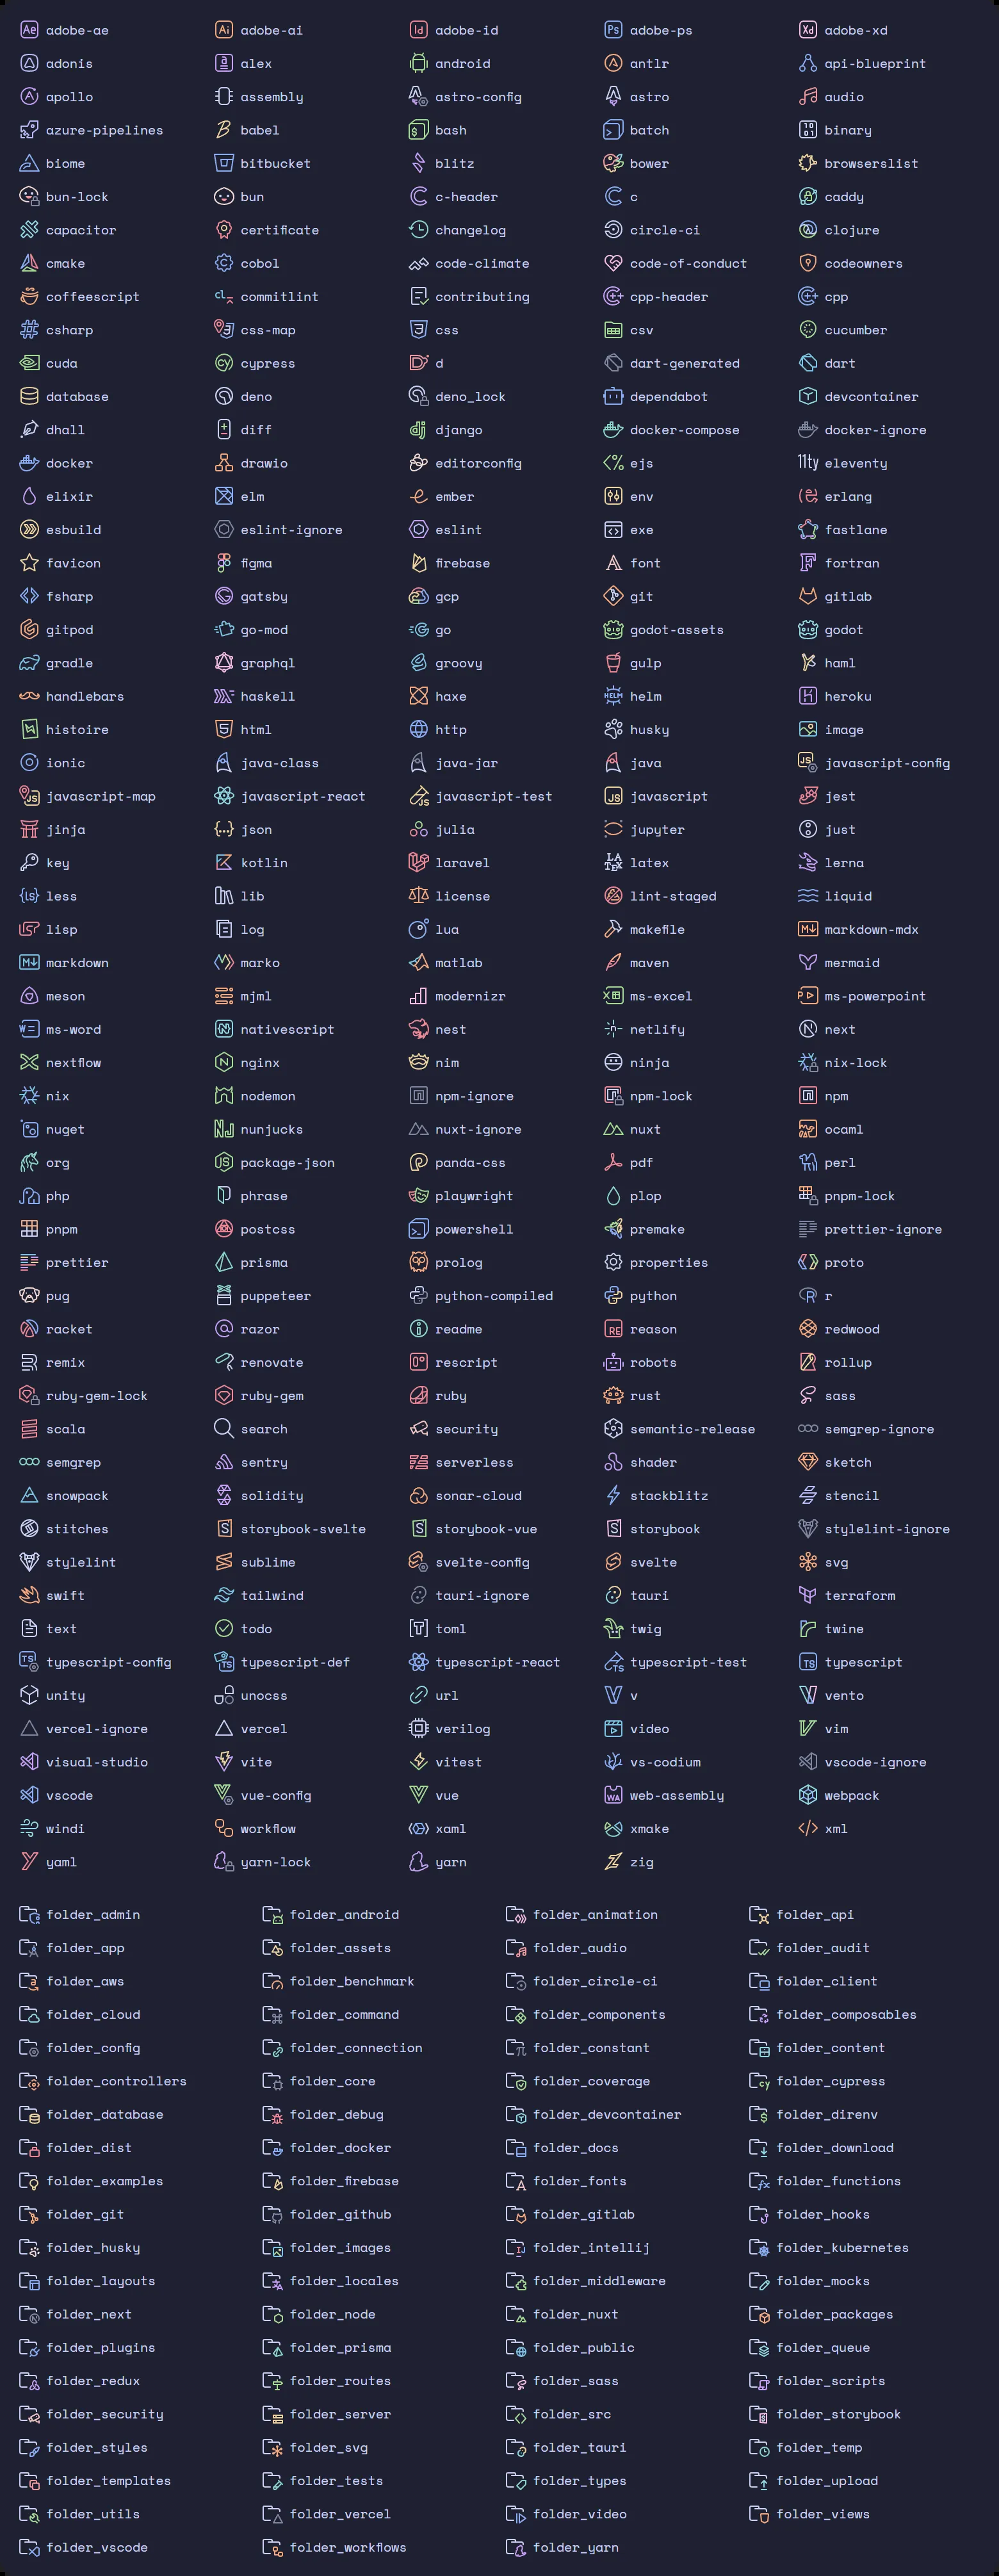 adobe-ae adobe-ai adobe-id adobe-ps adobe-xd
adonis alex android antlr api-blueprint
apollo assembly astro-config astro audio
azure-pipelines babel bash batch binary
biome bitbucket blitz bower browserslist
bun-lock bun c-header c caddy
capacitor certificate changelog circle-ci clojure
cmake cobol code-climate code-of-conduct codeowners
coffeescript commitlint contributing cpp-header cpp
csharp css-map css csv cucumber
cuda cypress d dart-generated dart
database deno deno_lock dependabot devcontainer
dhall diff django docker-compose docker-ignore
docker drawio editorconfig ejs eleventy
elixir elm ember env erlang
esbuild eslint-ignore eslint exe fastlane
favicon figma firebase font fortran
fsharp gatsby gcp git gitlab
gitpod go-mod go godot-assets godot
gradle graphql groovy gulp haml
handlebars haskell haxe helm heroku
histoire html http husky image
ionic java-class java-jar java javascript-config
javascript-map javascript-react javascript-test javascript jest
jinja json julia jupyter just
key kotlin laravel latex lerna
less lib license lint-staged liquid
lisp log lua makefile markdown-mdx
markdown marko matlab maven mermaid
meson mjml modernizr ms-excel ms-powerpoint
ms-word nativescript nest netlify next
nextflow nginx nim ninja nix-lock
nix nodemon npm-ignore npm-lock npm
nuget nunjucks nuxt-ignore nuxt ocaml
org package-json panda-css pdf perl
php phrase playwright plop pnpm-lock
pnpm postcss powershell premake prettier-ignore
prettier prisma prolog properties proto
pug puppeteer python-compiled python r
racket razor readme reason redwood
remix renovate rescript robots rollup
ruby-gem-lock ruby-gem ruby rust sass
scala search security semantic-release semgrep-ignore
semgrep sentry serverless shader sketch
snowpack solidity sonar-cloud stackblitz stencil
stitches storybook-svelte storybook-vue storybook stylelint-ignore
stylelint sublime svelte-config svelte svg
swift tailwind tauri-ignore tauri terraform
text todo toml twig twine
typescript-config typescript-def typescript-react typescript-test typescript
unity unocss url v vento
vercel-ignore vercel verilog video vim
visual-studio vite vitest vs-codium vscode-ignore
vscode vue-config vue web-assembly webpack
windi workflow xaml xmake xml
yaml yarn-lock yarn zig
folder_admin folder_android folder_animation folder_api
folder_app folder_assets folder_audio folder_audit
folder_aws folder_benchmark folder_circle-ci folder_client
folder_cloud folder_command folder_components folder_composables
folder_config folder_connection folder_constant folder_content
folder_controllers folder_core folder_coverage folder_cypress
folder_database folder_debug folder_devcontainer folder_direnv
folder_dist folder_docker folder_docs folder_download
folder_examples folder_firebase folder_fonts folder_functions
folder_git folder_github folder_gitlab folder_hooks
folder_husky folder_images folder_intellij folder_kubernetes
folder_layouts folder_locales folder_middleware folder_mocks
folder_next folder_node folder_nuxt folder_packages
folder_plugins folder_prisma folder_public folder_queue
folder_redux folder_routes folder_sass folder_scripts
folder_security folder_server folder_src folder_storybook
folder_styles folder_svg folder_tauri folder_temp
folder_templates folder_tests folder_types folder_upload
folder_utils folder_vercel folder_video folder_views
folder_vscode folder_workflows folder_yarn